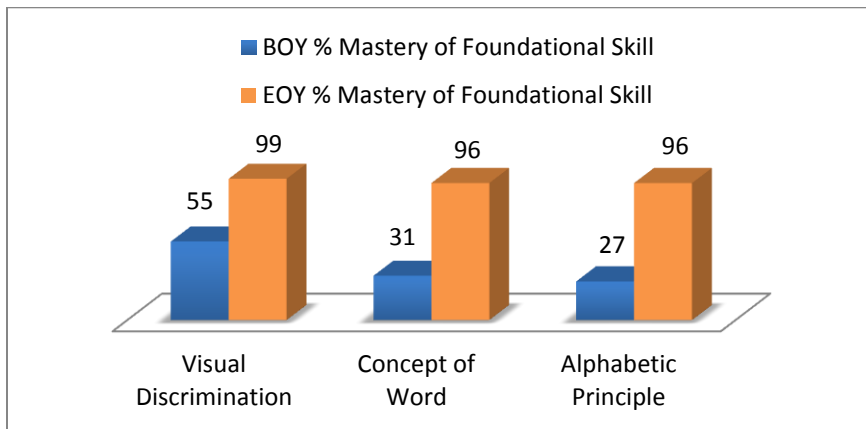 BOY % Mastery of Foundational Skill
EOY % Mastery of Foundational Skill
55
99
31
96
27
96
Visual
Discrimination
Concept of
Word
Alphabetic
Principle